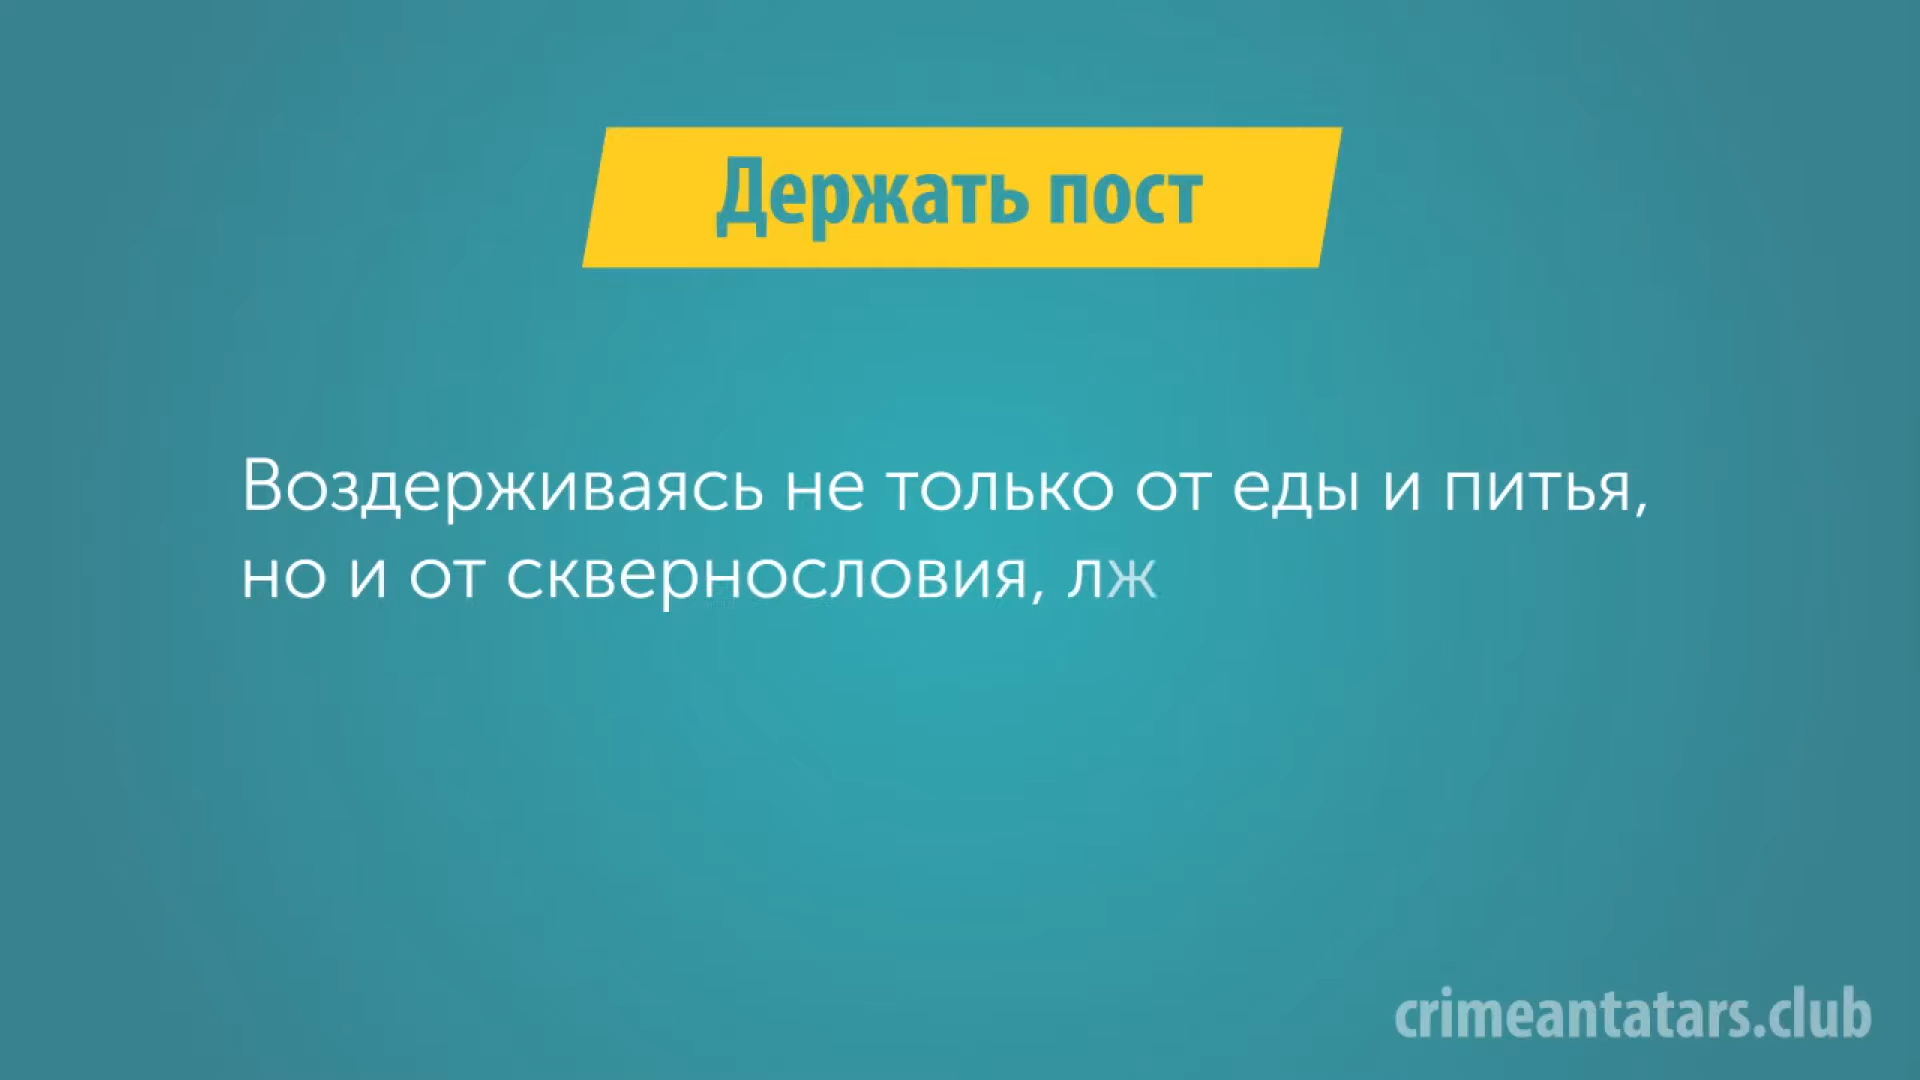 Держать пост
Воздерживаясь не только от еды и питья,
но и от сквернословия, лж
crimeantatars.club